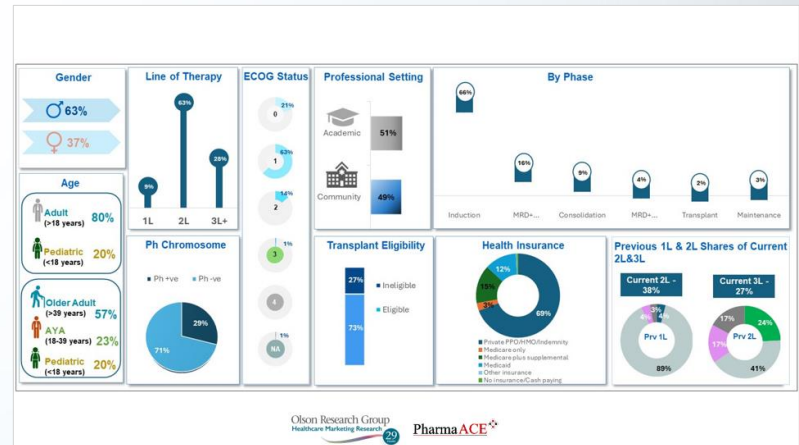 Gender
63%
37%
Age
Adult
(>18 years)
80%
Pediatric
(<18 years)
20%
Older Adult
(>39 years)
57%
AYA
(18-39 years)
23%
Pediatric
(<18 years)
20%
Line of Therapy
63%
28%
9%
1L
2L
3L+
Ph Chromosome
Ph +ve
Ph -ve
29%
71%
ECOG Status
0
21%
1
63%
2
14%
3
1%
4
NA
1%
Professional Setting
Academic
51%
Community
49%
Transplant Eligibility
27%
73%
Ineligible
Eligible
By Phase
66%
16%
9%
4%
2%
3%
Induction
MRD+...
Consolidation
MRD+...
Transplant
Maintenance
Health Insurance
12%
15%
3%
69%
Private PPO/HMO/Indemnity
Medicare only
Medicare plus supplemental
Medicaid
Other insurance
No insurance/Cash paying
Previous 1L & 2L Shares of Current
2L&3L
Current 2L -
38%
Current 3L -
27%
3%
4%
4%
Prv 1L
89%
17%
24%
17%
Prv 2L
41%
Olson Research Group
Healthcare Marketing Research
29
PharmaACE